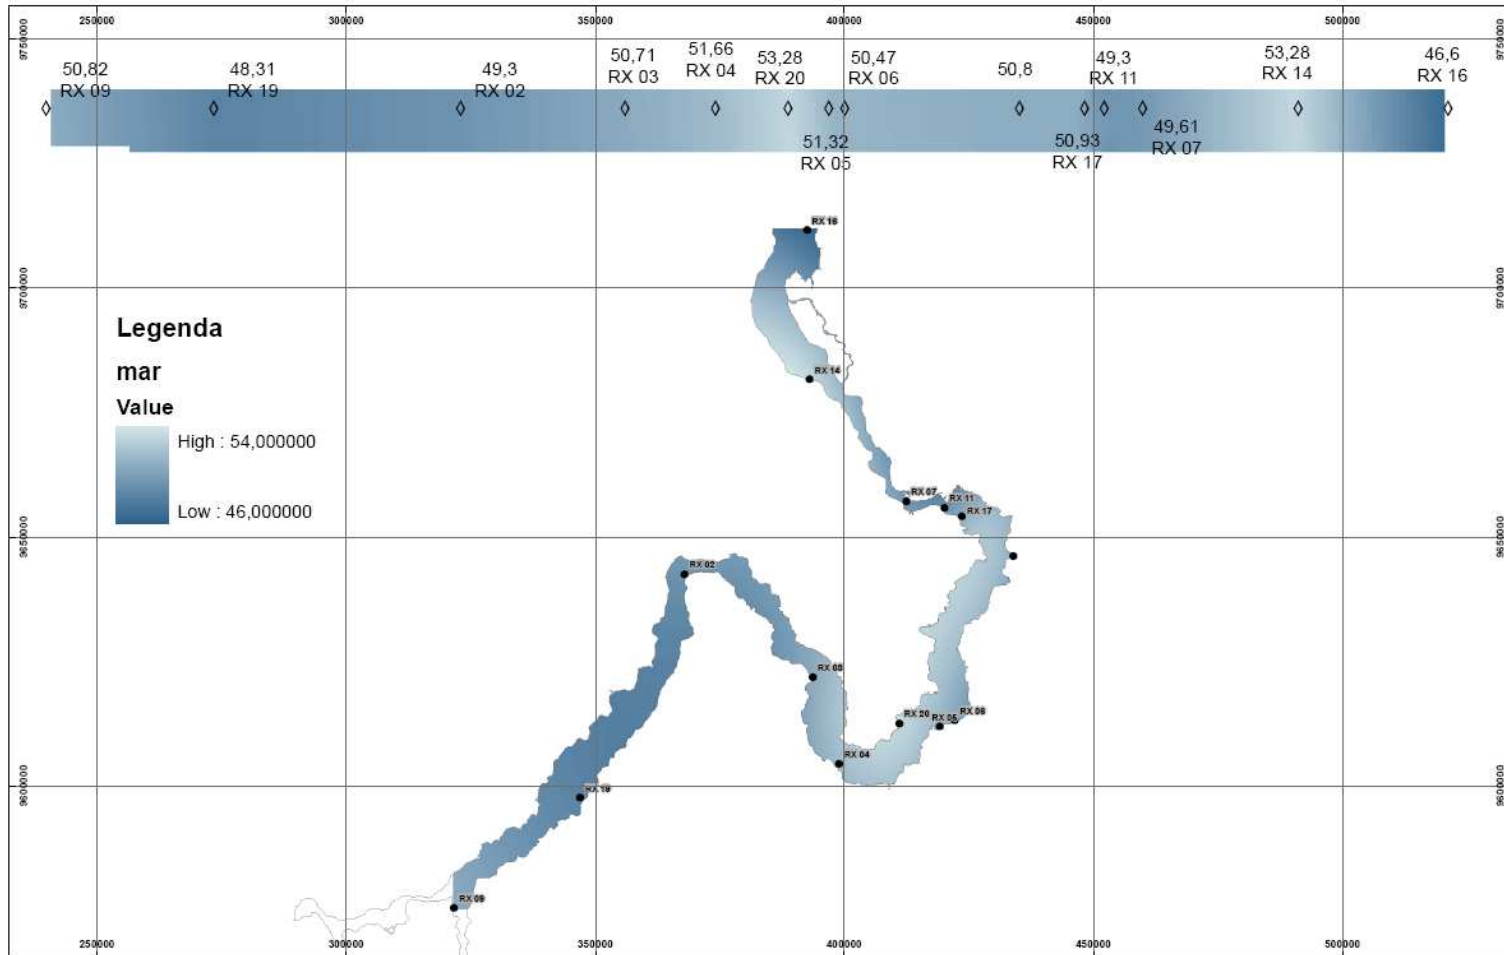 250000 300000 350000 400000 450000 500000
9750000 9750000
50,82
RX 09
48,31
RX 19
49,3
RX 02
50,71
RX 03
51,66
RX 04
53,28
RX 20
51,32
RX 05
50,47
RX 06
50,8
50,93
RX 17
49,3
RX 11
49,61
RX 07
53,28
RX 14
46,6
RX 16
RX 16
9700000 9700000
Legenda
mar
Value
High : 54,000000
Low : 46,000000
RX 14
RX 07
RX 11
RX 17
9650000 9650000
RX 02
RX 03
RX 20
RX 05
RX 06
RX 04
9600000 9600000
RX 19
RX 09
250000 300000 350000 400000 450000 500000